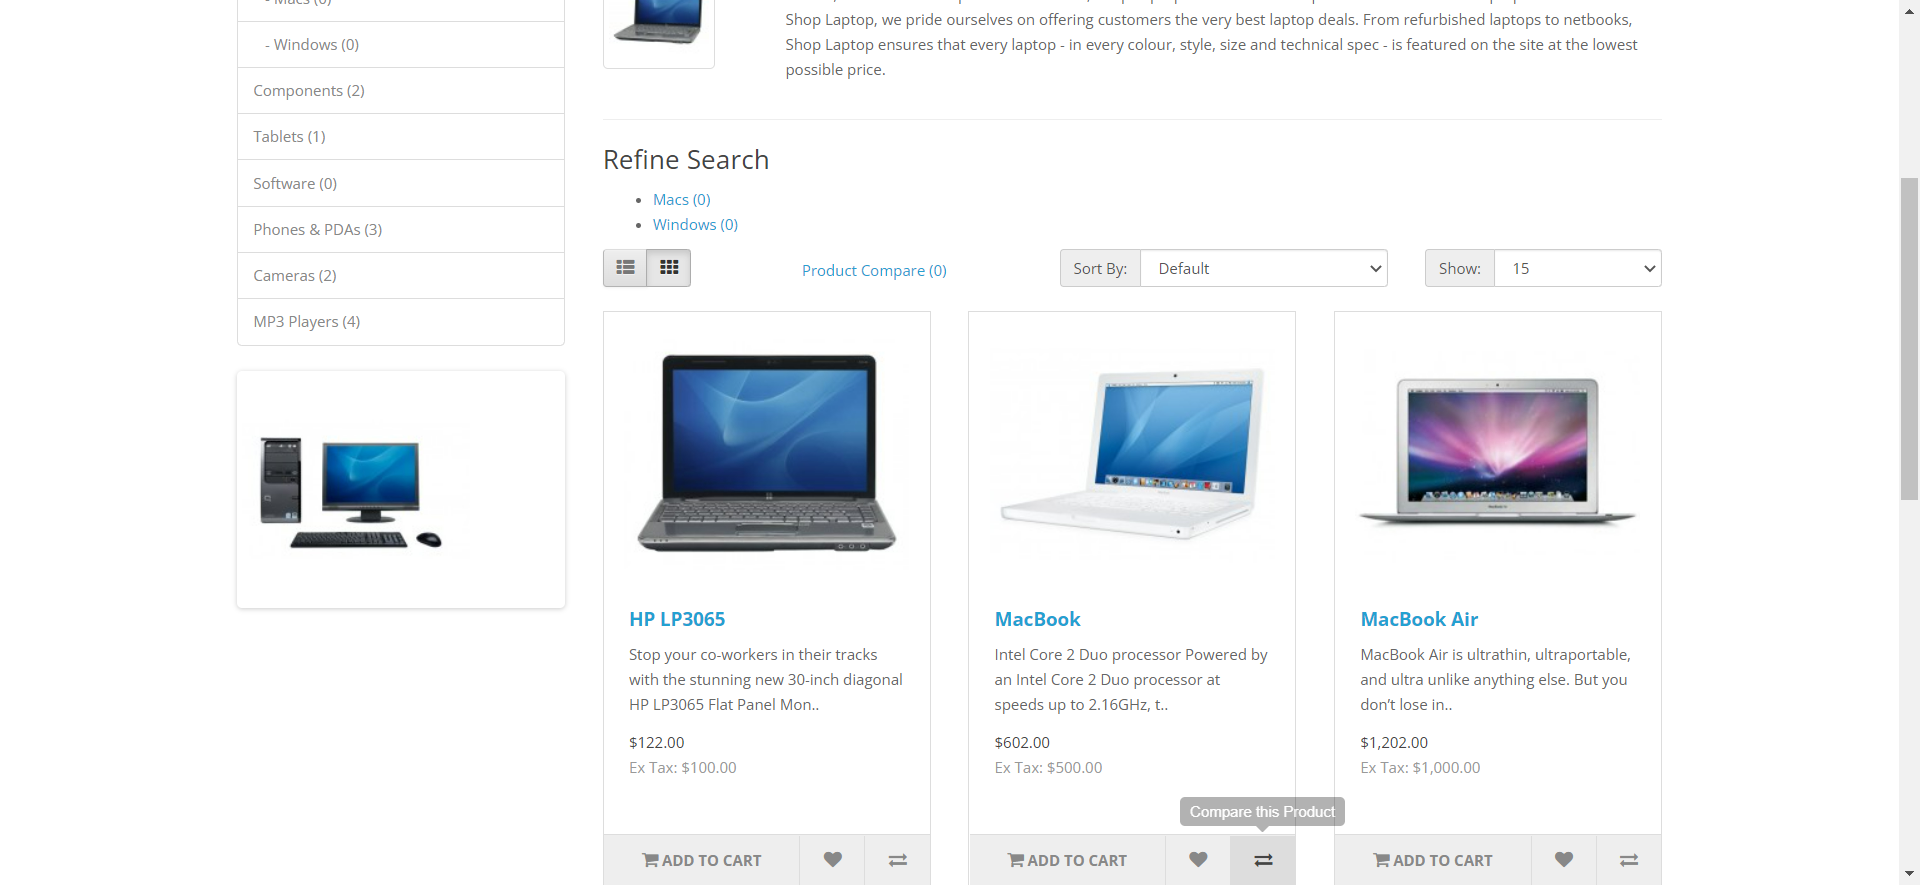 - Windows (0)
Components (2)
Tablets (1)
Software (0)
Phones & PDAs (3)
Cameras (2)
MP3 Players (4)
Shop Laptop, we pride ourselves on offering customers the very best laptop deals. From refurbished laptops to netbooks,
Shop Laptop ensures that every laptop - in every colour, style, size and technical spec - is featured on the site at the lowest
possible price.
Refine Search
Macs (0)
Windows (0)
Product Compare (0)
Sort By: Default
Show: 15
HP LP3065
Stop your co-workers in their tracks
with the stunning new 30-inch diagonal
HP LP3065 Flat Panel Mon..
$122.00
Ex Tax: $100.00
ADD TO CART
MacBook
Intel Core 2 Duo processor Powered by
an Intel Core 2 Duo processor at
speeds up to 2.16GHz, t..
$602.00
Ex Tax: $500.00
Compare this Product
ADD TO CART
MacBook Air
MacBook Air is ultrathin, ultraportable,
and ultra unlike anything else. But you
don’t lose in..
$1,202.00
Ex Tax: $1,000.00
ADD TO CART